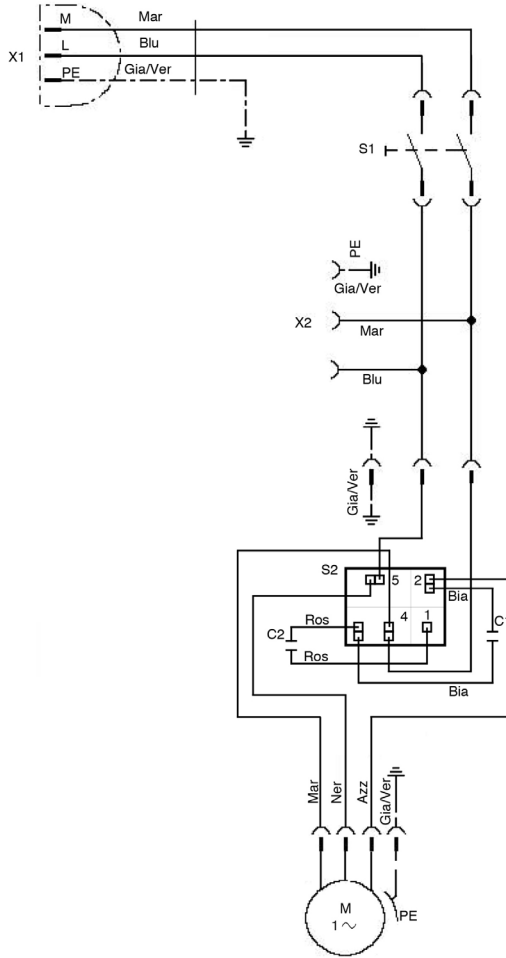 M
Mar
L
Blu
X1
PE
Gia/Ver
S1
PE
Gia/Ver
X2
Mar
Blu
Gia/Ver
S2
5
2
Bia
Ros
4
1
C2
C1
Ros
Bia
Mar
Ner
Azz
Gia/Ver
M
1 ~
PE